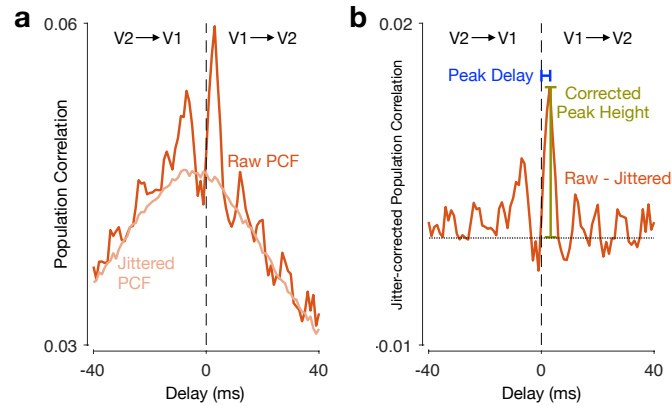 a
0.06
V2 → V1
V1 → V2
Population Correlation
Raw PCF
Jittered
PCF
0.03
-40
0
40
Delay (ms)
b
0.02
V2 → V1
V1 → V2
Peak Delay
Corrected
Peak Height
Jitter-corrected Population Correlation
Raw - Jittered
-0.01
-40
0
40
Delay (ms)